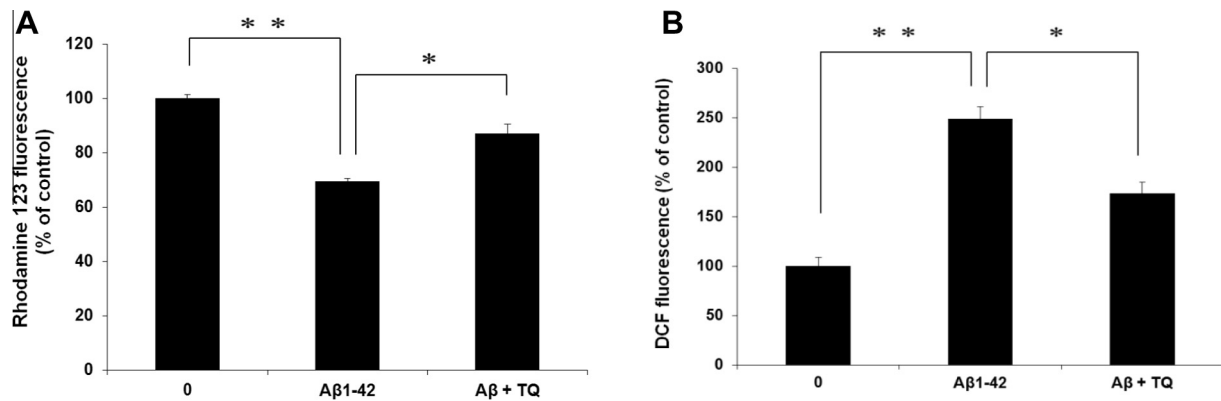 A
* *
*
Rhodamine 123 fluorescence
(% of control)
120
100
80
60
40
20
0
0
Aβ1-42
Aβ + TQ
B
* *
*
DCF fluorescence (% of control)
300
250
200
150
100
50
0
0
Aβ1-42
Aβ + TQ